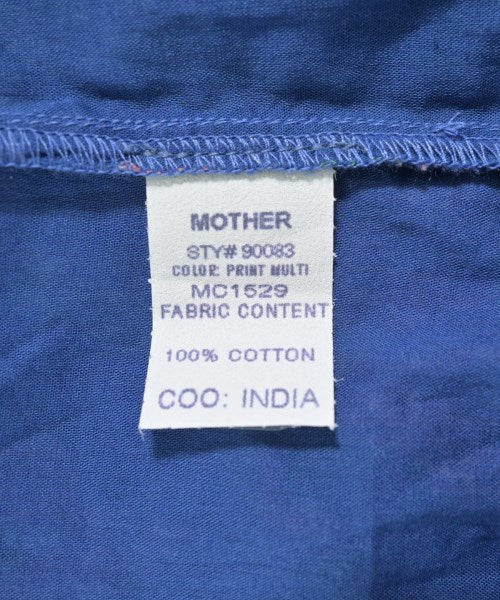 MOTHER
STY# 90083
COLOR: PRINT MULTI
MC1529
FABRIC CONTENT
100% COTTON
COO: INDIA